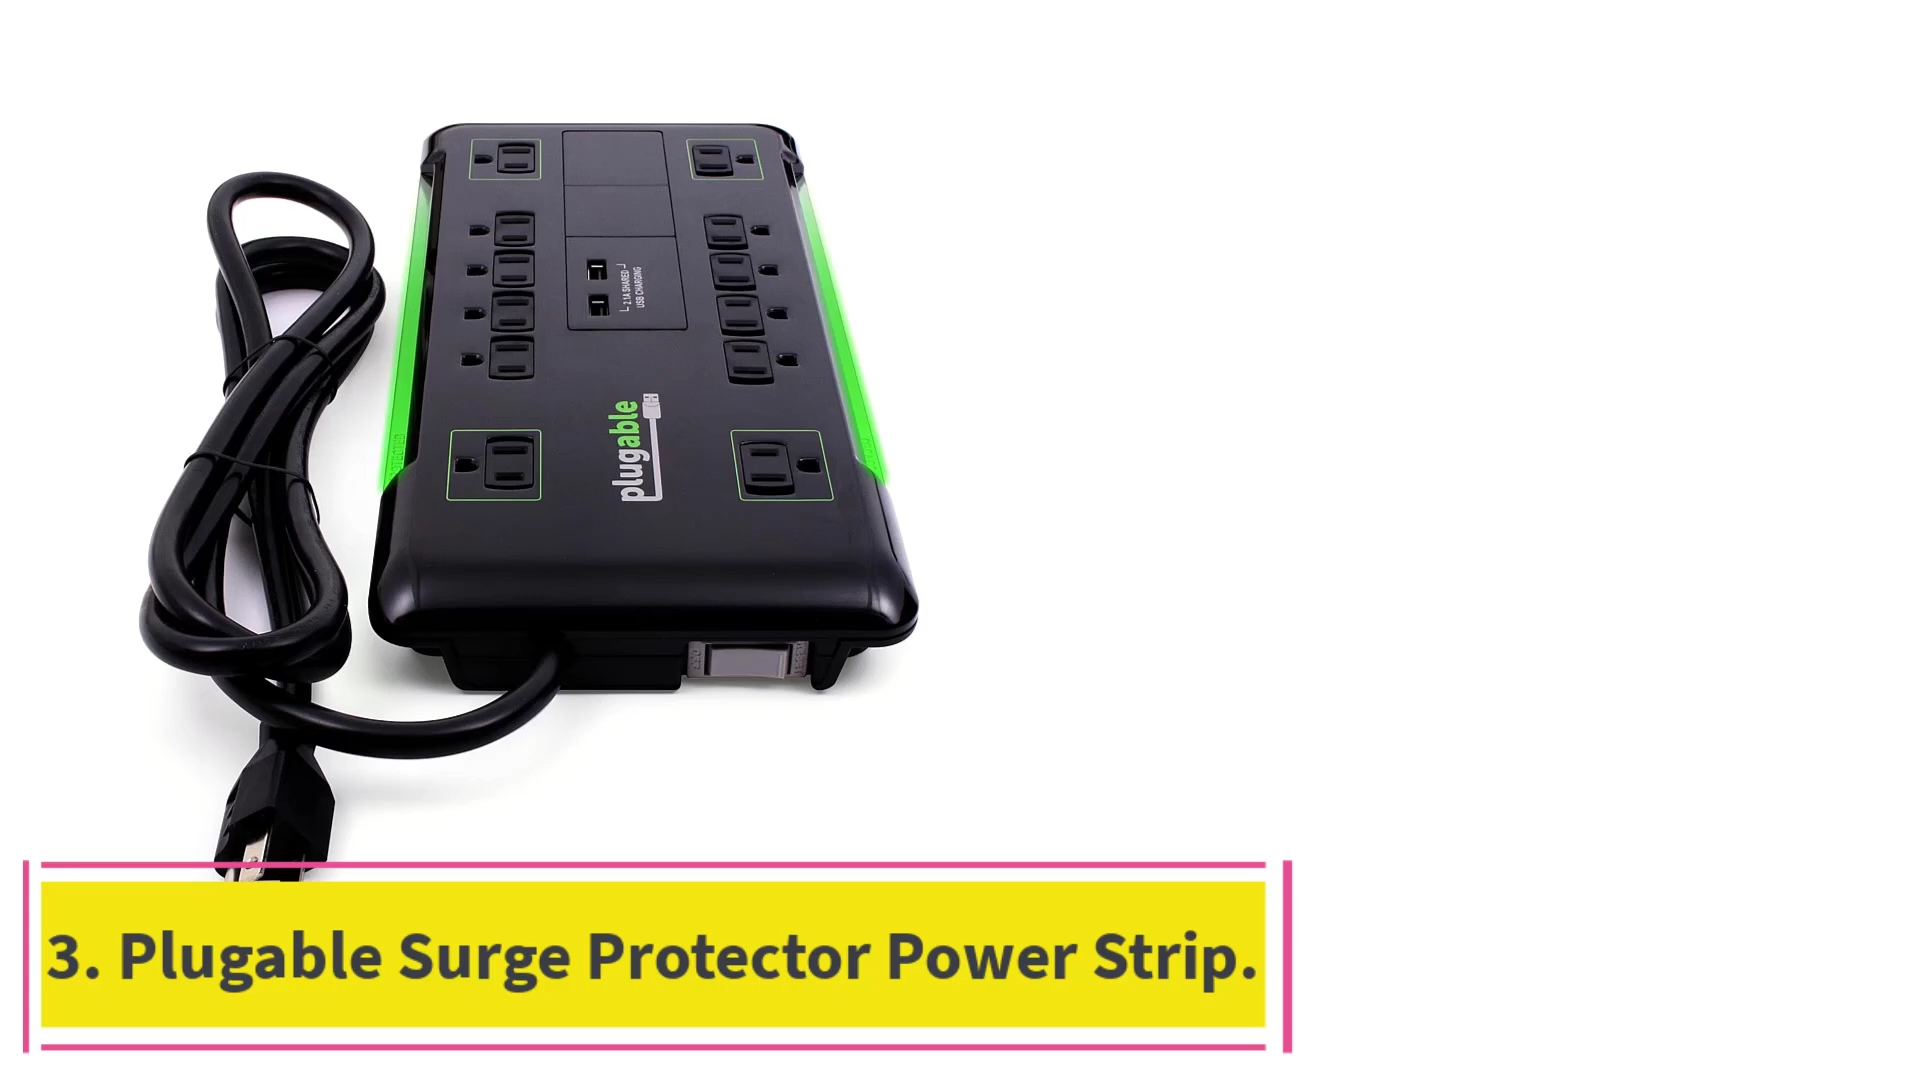 2.1A SHARED
USB CHARGING
plugable
3. Plugable Surge Protector Power Strip.